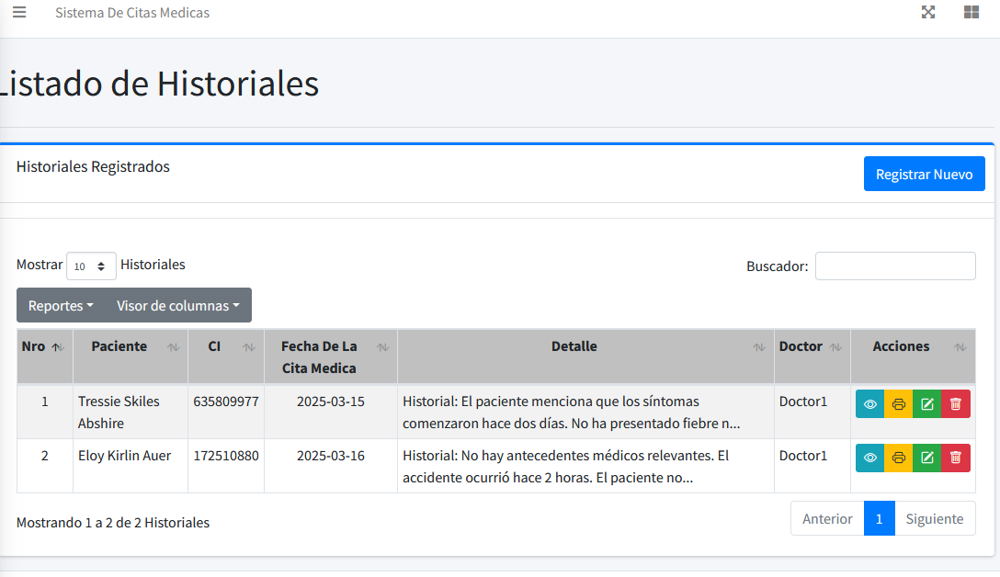 Sistema De Citas Medicas
Listado de Historiales
Historiales Registrados
Registrar Nuevo
Mostrar 10 Historiales
Buscador:
Reportes Visor de columnas
Nro Paciente CI Fecha De La Cita Medica Detalle Doctor Acciones
1 Tressie Skiles Abshire 635809977 2025-03-15 Historial: El paciente menciona que los síntomas comenzaron hace dos días. No ha presentado fiebre n... Doctor1
2 Eloy Kirlin Auer 172510880 2025-03-16 Historial: No hay antecedentes médicos relevantes. El accidente ocurrió hace 2 horas. El paciente no... Doctor1
Mostrando 1 a 2 de 2 Historiales
Anterior 1 Siguiente